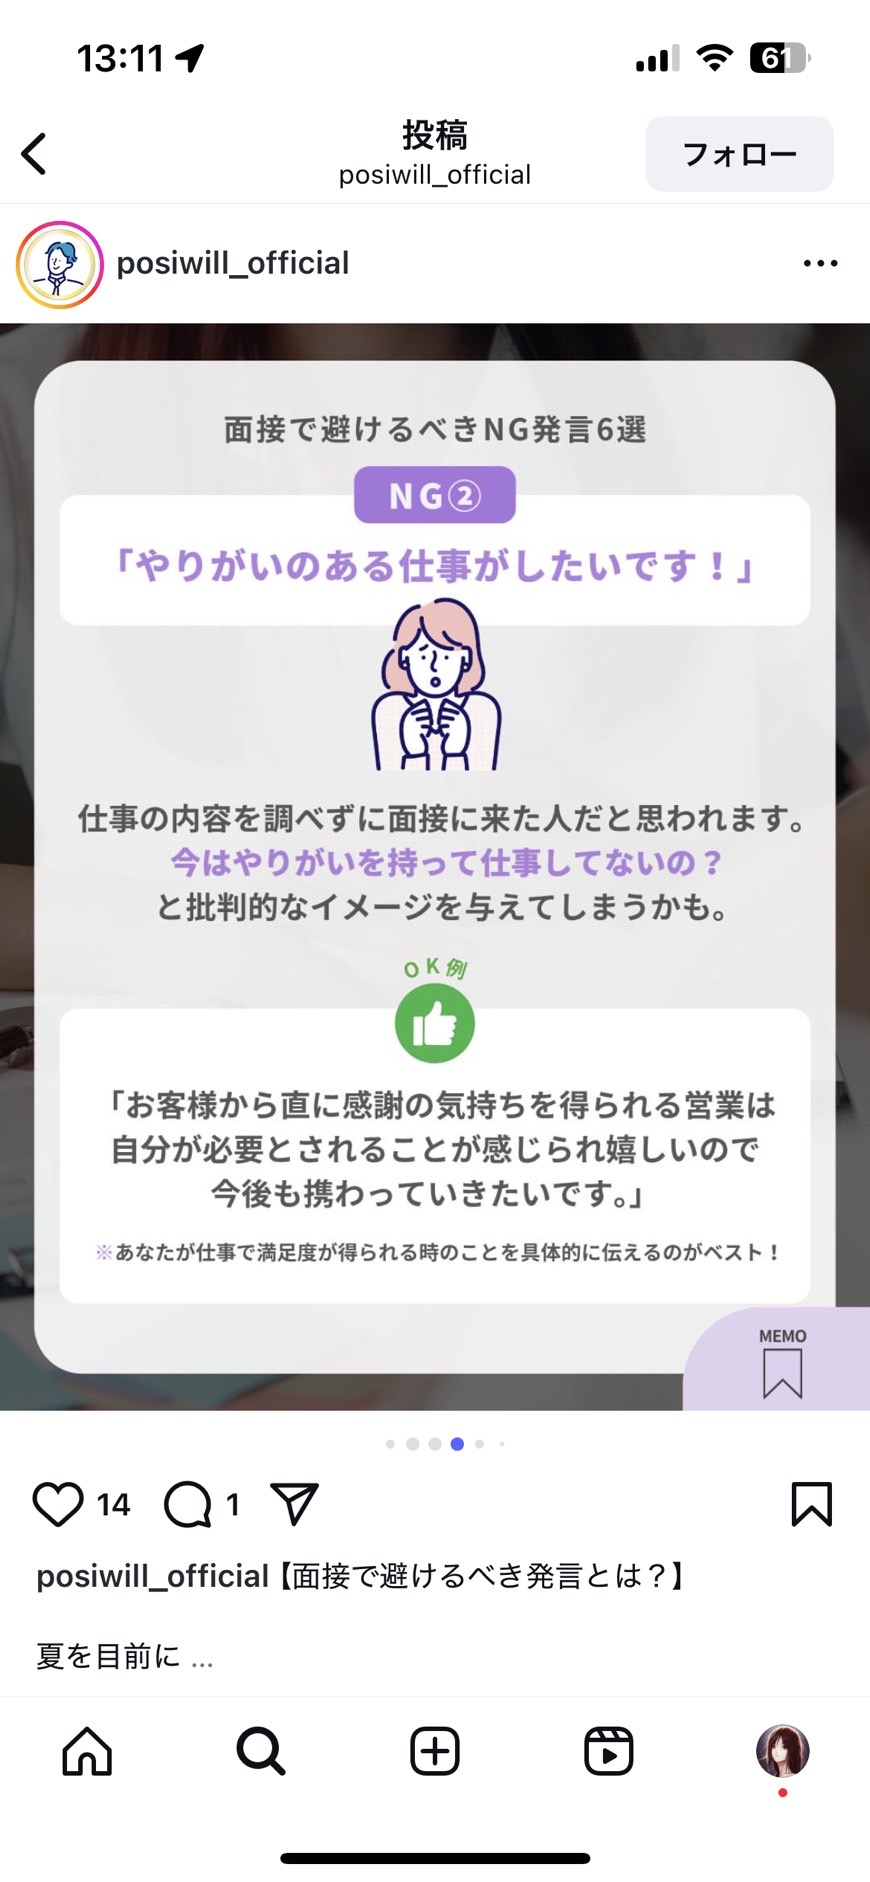 13:11
61
投稿
posiwill_official
フォロー
posiwill_official
面接で避けるべきNG発言6選
NG②
「やりがいのある仕事がしたいです！」
仕事の内容を調べずに面接に来た人だと思われます。
今はやりがいを持って仕事してないの？
と批判的なイメージを与えてしまうかも。
OK例
「お客様から直に感謝の気持ちを得られる営業は
自分が必要とされることが感じられ嬉しいので
今後も携わっていきたいです。」
※あなたが仕事で満足度が得られる時のことを具体的に伝えるのがベスト！
MEMO
14
1
posiwill_official【面接で避けるべき発言とは？】
夏を目前に ...